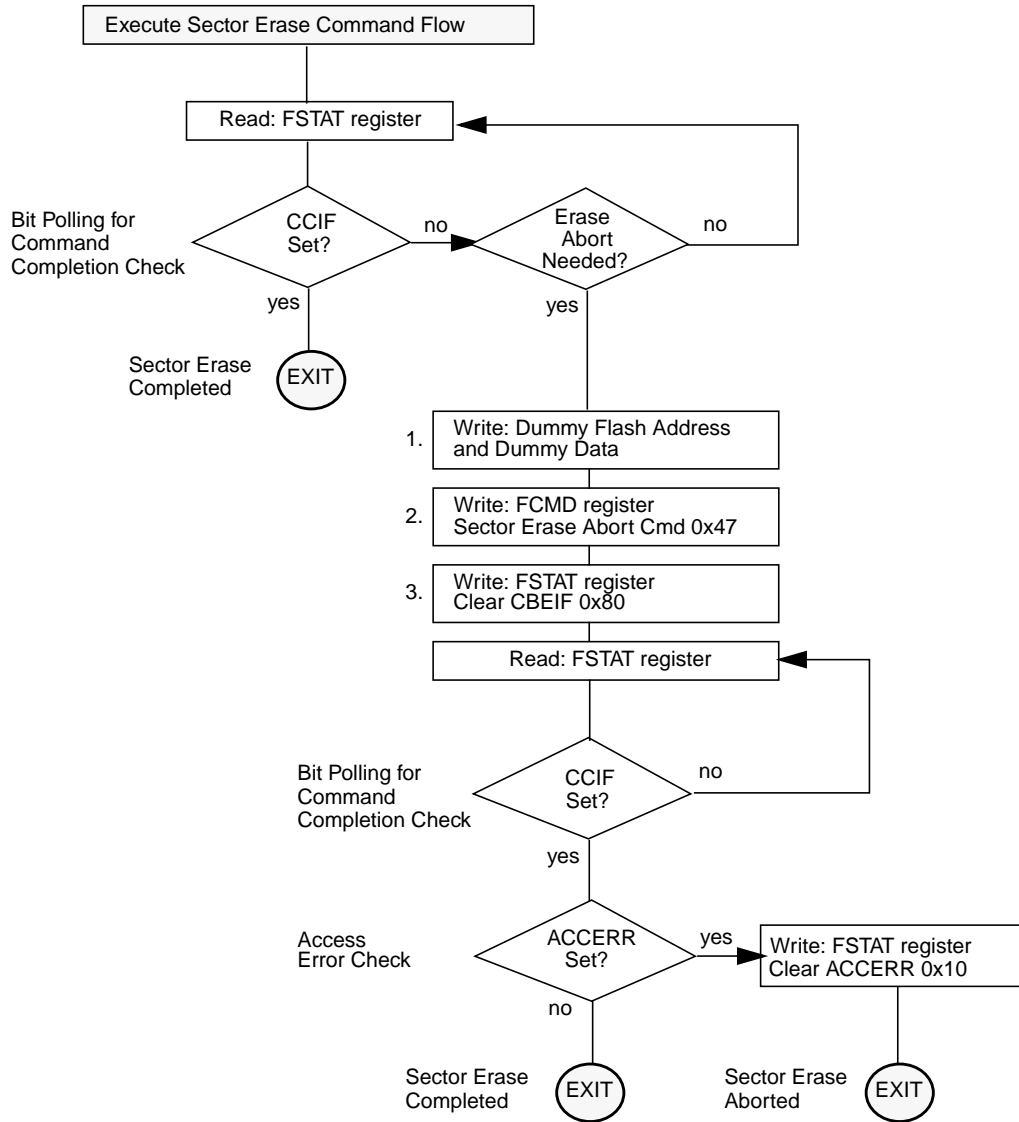 Execute Sector Erase Command Flow
Read: FSTAT register
Bit Polling for
Command
Completion Check
CCIF
Set?
no
Erase
Abort
Needed?
no
yes
yes
Sector Erase
Completed
EXIT
1.
Write: Dummy Flash Address
and Dummy Data
2.
Write: FCMD register
Sector Erase Abort Cmd 0x47
3.
Write: FSTAT register
Clear CBEIF 0x80
Read: FSTAT register
Bit Polling for
Command
Completion Check
CCIF
Set?
no
yes
Access
Error Check
ACCERR
Set?
yes
Write: FSTAT register
Clear ACCERR 0x10
no
Sector Erase
Completed
EXIT
Sector Erase
Aborted
EXIT